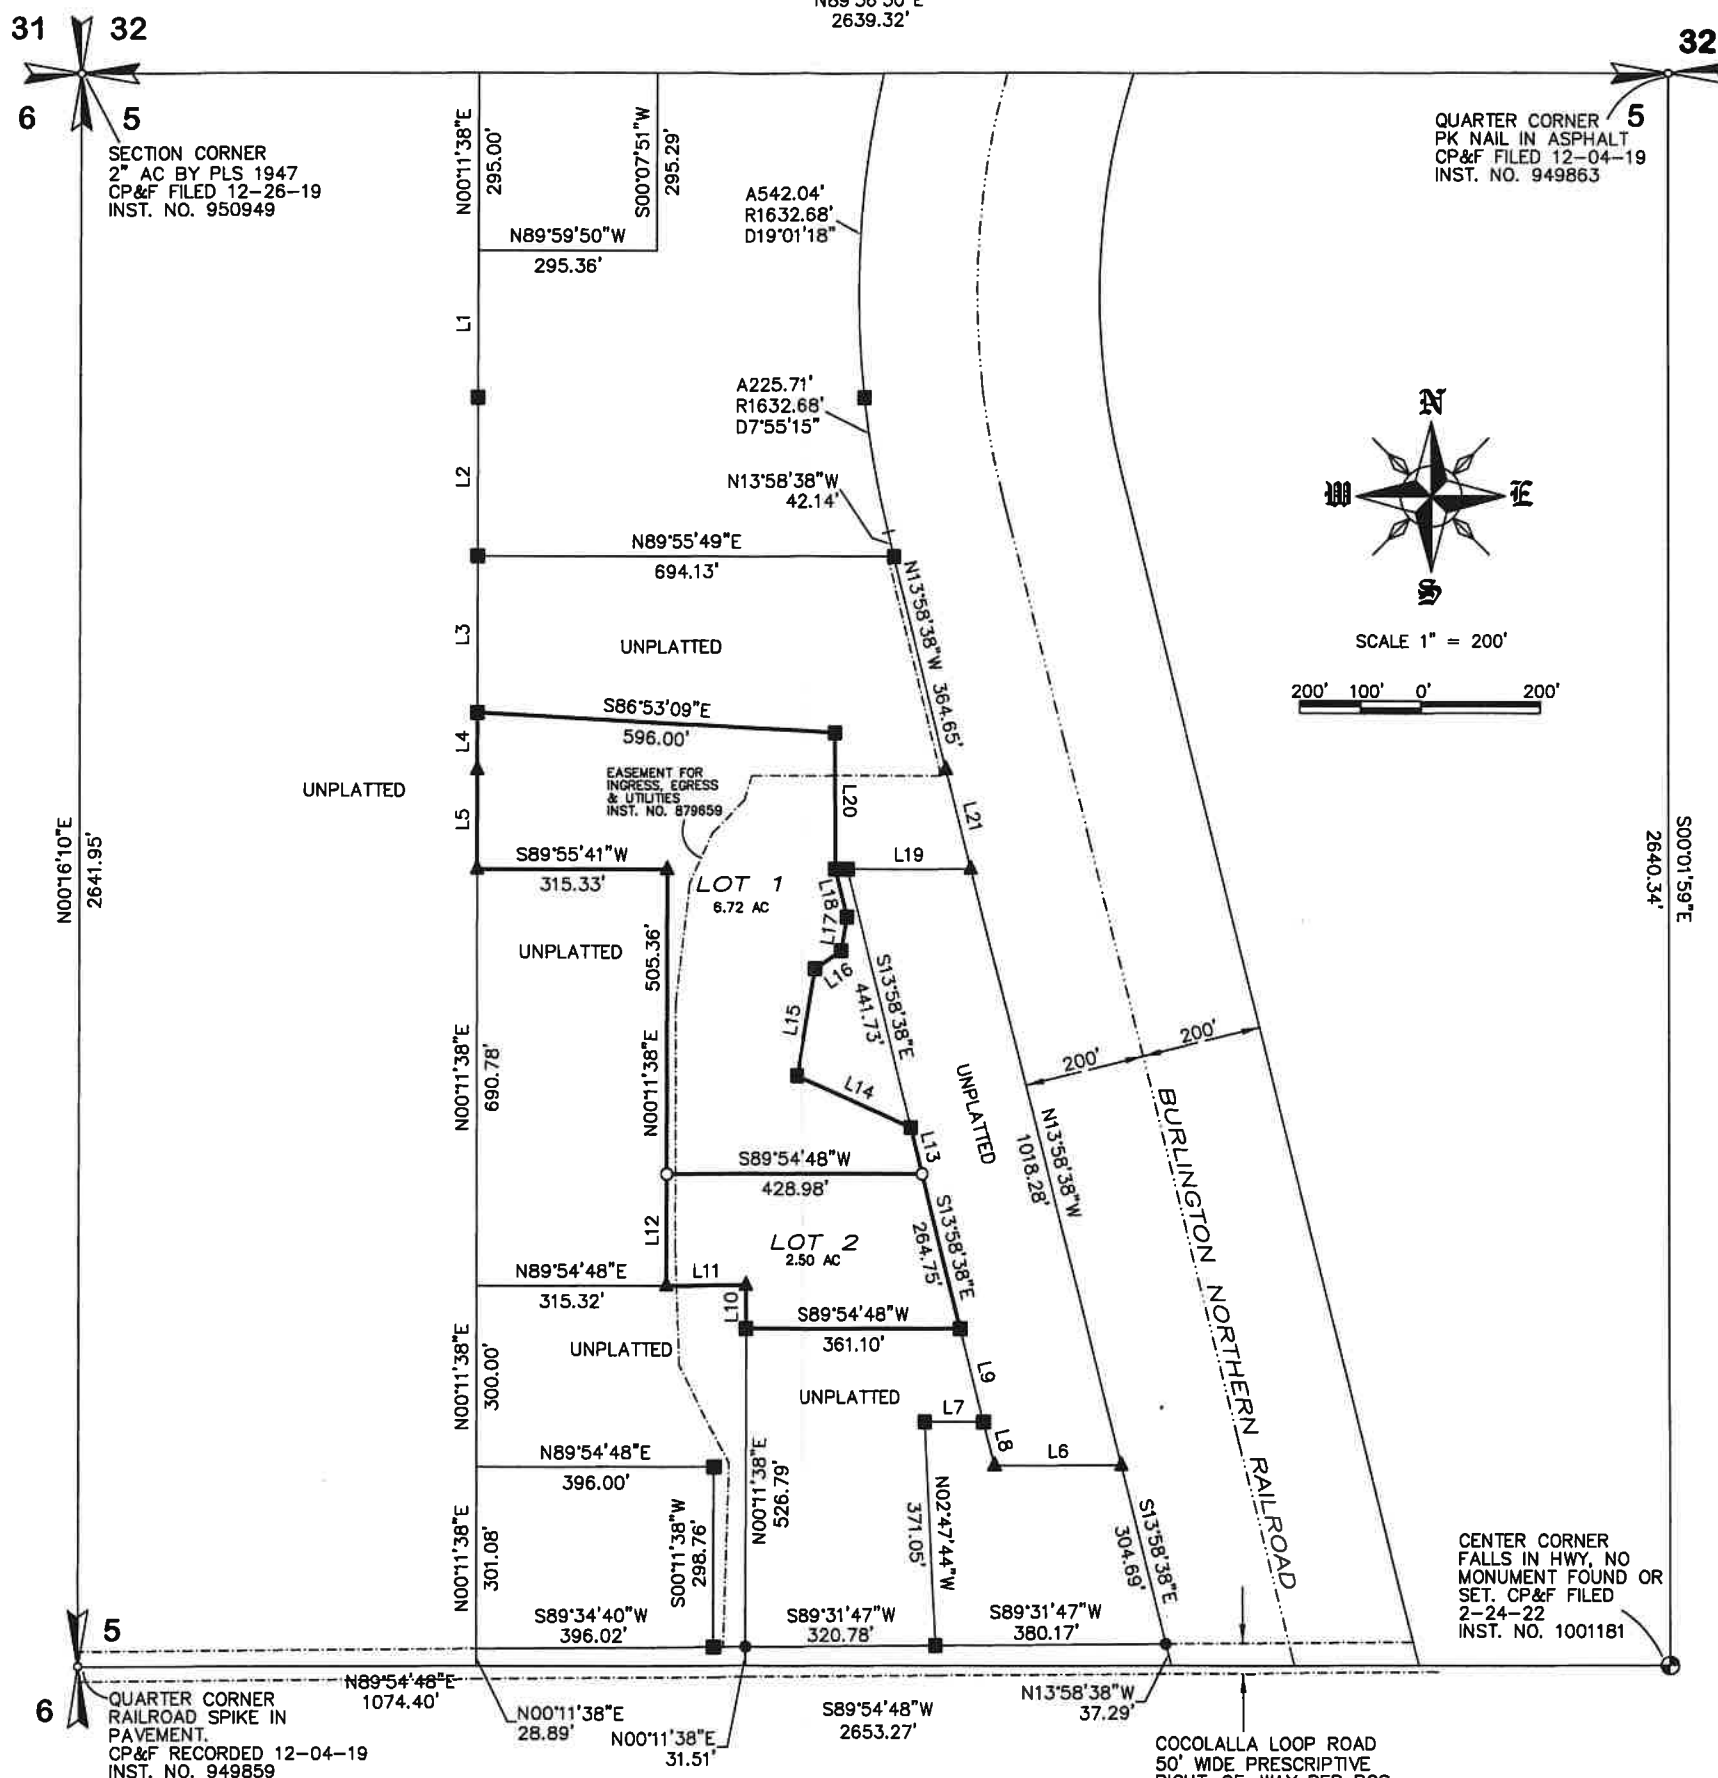 N89°58'50"E
2639.32'
31
32
6
5
SECTION CORNER
2" AC BY PLS 1947
CP&F FILED 12-26-19
INST. NO. 950949
32
5
QUARTER CORNER
PK NAIL IN ASPHALT
CP&F FILED 12-04-19
INST. NO. 949863
N00°11'38"E
295.00'
S00°07'51"W
295.29'
N89°59'50"W
295.36'
A542.04'
R1632.68'
D19°01'18"
L1
A225.71'
R1632.68'
D7°55'15"
L2
N13°58'38"W
42.14'
N
W
E
S
SCALE 1" = 200'
200'
100'
0'
200'
N89°55'49"E
694.13'
L3
UNPLATTED
N13°58'38"W 364.65'
S86°53'09"E
596.00'
L4
UNPLATTED
EASEMENT FOR
INGRESS, EGRESS
& UTILITIES
INST. NO. 879659
L20
L21
L5
S89°55'41"W
315.33'
L19
LOT 1
6.72 AC
N00°16'10"E
2641.95'
S00°01'59"E
2640.34'
L18
L17
L16
UNPLATTED
505.36'
N00°11'38"E
S13°58'38"E
441.73'
L15
L14
N00°11'38"E
690.78'
UNPLATTED
200'
200'
N13°58'38"W
1018.28'
L13
S89°54'48"W
428.98'
BURLINGTON NORTHERN RAILROAD
L12
LOT 2
2.50 AC
S13°58'38"E
264.75'
N89°54'48"E
315.32'
L11
L10
S89°54'48"W
361.10'
UNPLATTED
N00°11'38"E
300.00'
UNPLATTED
L9
L7
L8
L6
N89°54'48"E
396.00'
N00°11'38"E
526.79'
N02°47'44"W
371.05'
N00°11'38"E
301.08'
S00°11'38"W
298.76'
S13°58'38"E
304.69'
S89°34'40"W
396.02'
S89°31'47"W
320.78'
S89°31'47"W
380.17'
CENTER CORNER
FALLS IN HWY, NO
MONUMENT FOUND OR
SET. CP&F FILED
2-24-22
INST. NO. 1001181
5
6
QUARTER CORNER
RAILROAD SPIKE IN
PAVEMENT.
CP&F RECORDED 12-04-19
INST. NO. 949859
N89°54'48"E
1074.40'
N00°11'38"E
28.89'
N00°11'38"E
31.51'
S89°54'48"W
2653.27'
N13°58'38"W
37.29'
COCOLALLA LOOP ROAD
50' WIDE PRESCRIPTIVE